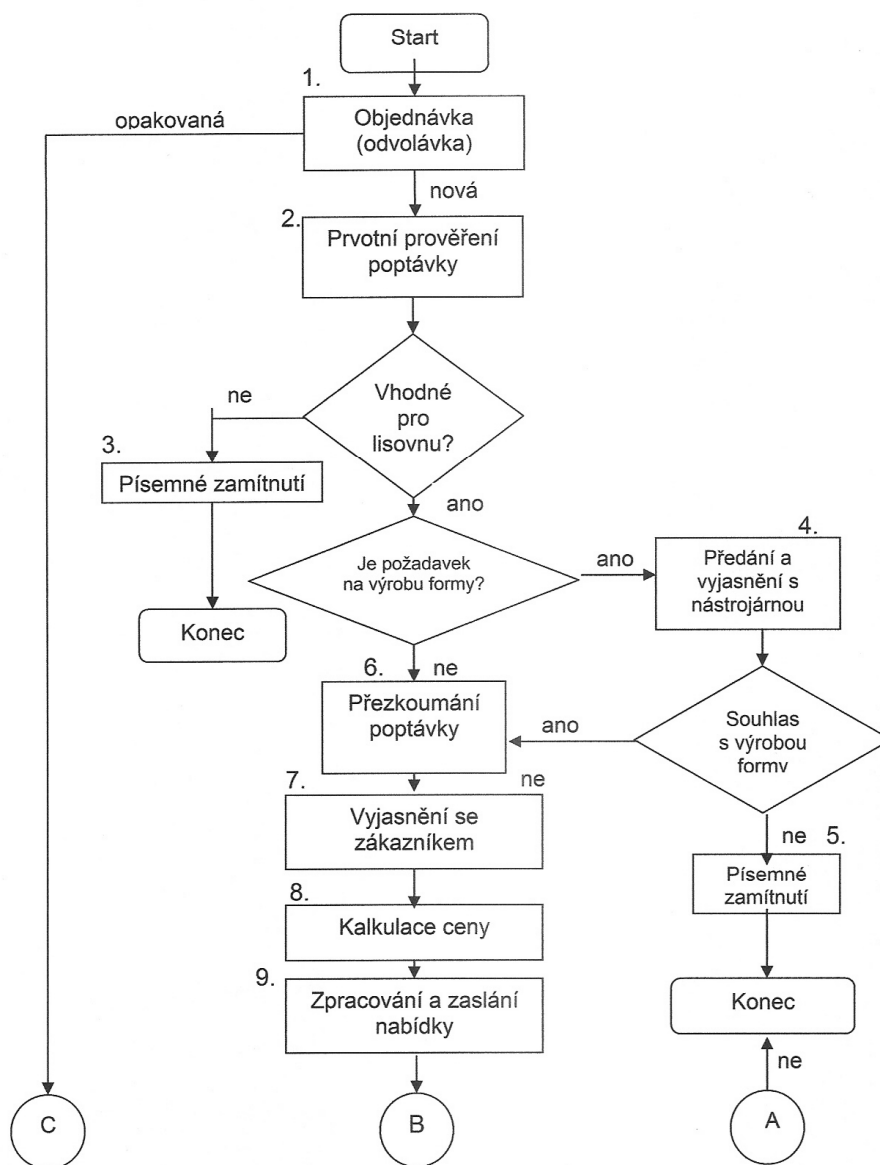 Start
1.
opakovaná
Objednávka
(odvolávka)
nová
2.
Prvotní prověření
poptávky
Vhodné
pro
lisovnu?
ne
3.
Písemné zamítnutí
ano
Konec
Je požadavek
na výrobu formy?
ano
4.
Předání a
vyjasnění s
nástrojárnou
6.
ne
Přezkoumání
poptávky
ano
Souhlas
s výrobou
formv
7.
ne
Vyjasnění se
zákazníkem
ne
5.
Písemné
zamítnutí
8.
Kalkulace ceny
9.
Zpracování a zaslání
nabídky
Konec
ne
C
B
A